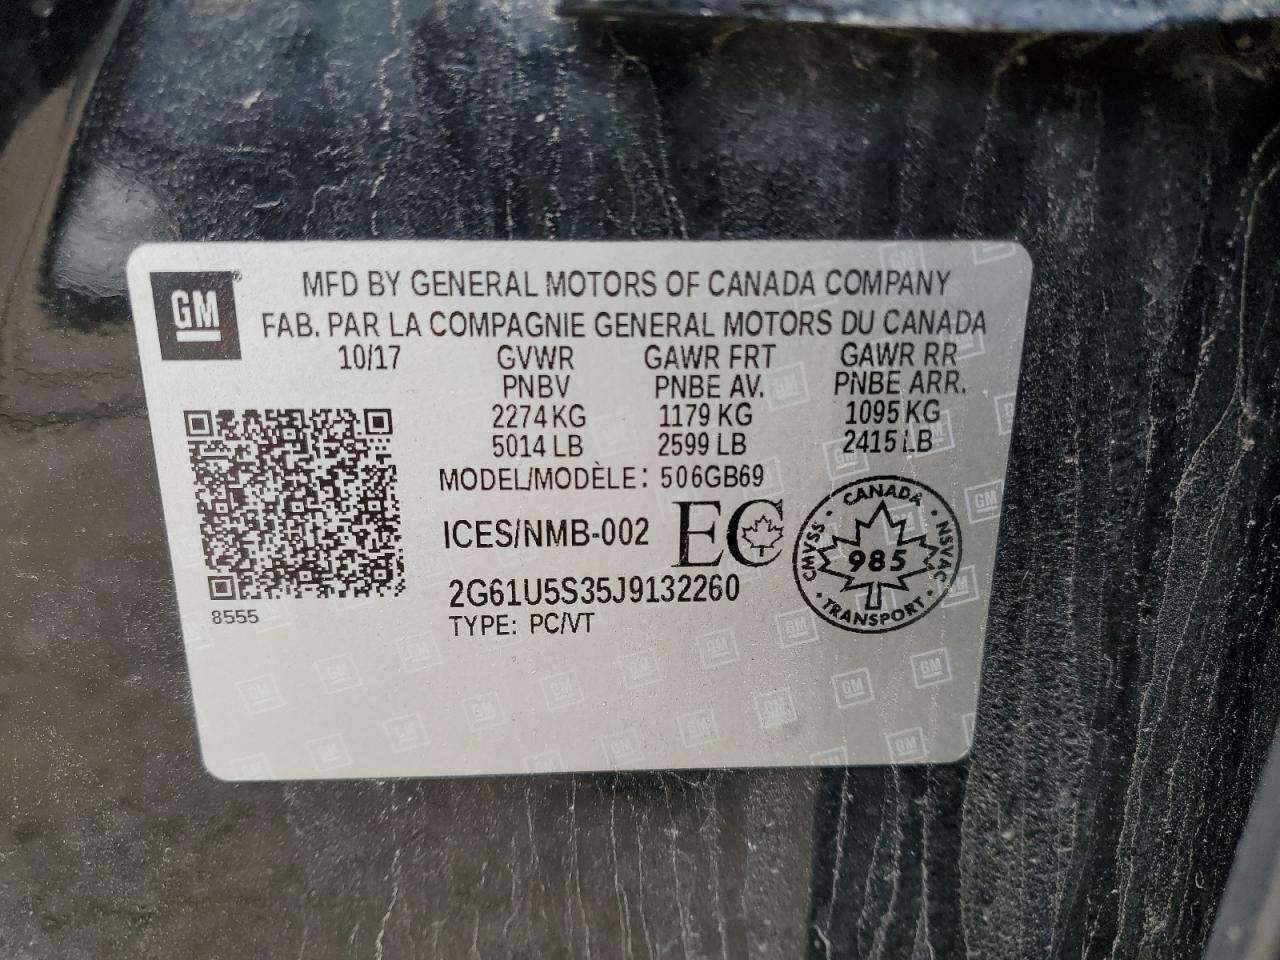 GM
MFD BY GENERAL MOTORS OF CANADA COMPANY
FAB. PAR LA COMPAGNIE GENERAL MOTORS DU CANADA
10/17 GVWR GAWR FRT GAWR RR
PNBV PNBE AV. PNBE ARR.
2274 KG 1179 KG 1095 KG
5014 LB 2599 LB 2415 LB
MODEL/MODÈLE: 506GB69
ICES/NMB-002 EC
2G61U5S35J9132260
TYPE: PC/VT
8555
CANADA
CMVSS · NSVAC
985
TRANSPORT